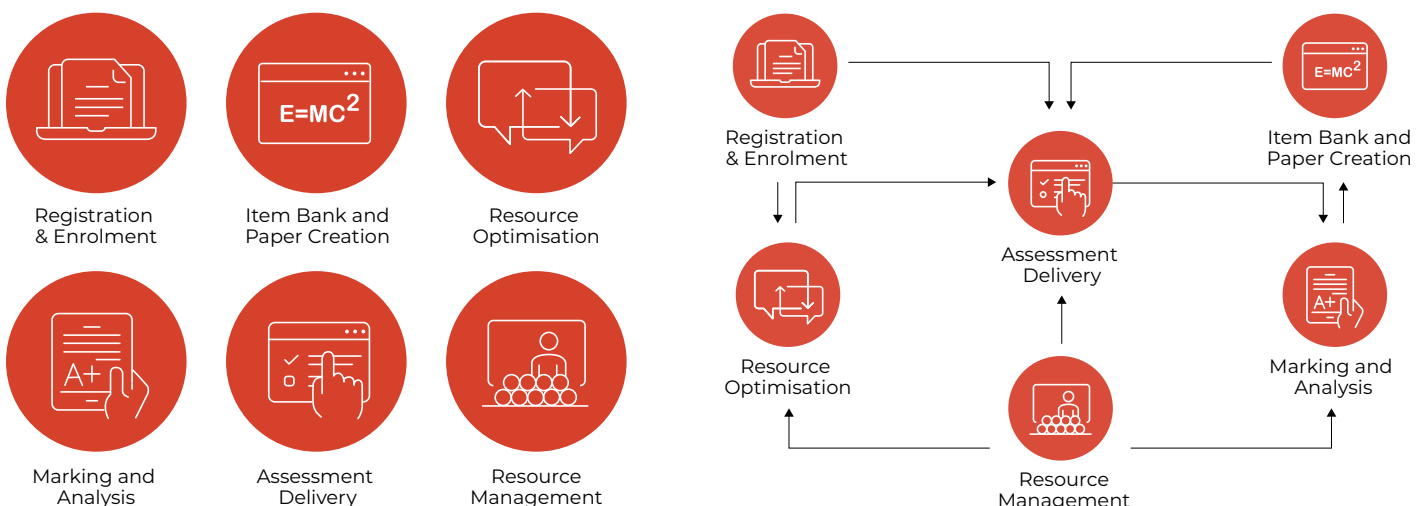 E=MC²
Registration
& Enrolment
Item Bank and
Paper Creation
Resource
Optimisation
A+
Marking and
Analysis
Assessment
Delivery
Resource
Management
Registration
& Enrolment
E=MC²
Item Bank and
Paper Creation
Assessment
Delivery
Resource
Optimisation
A+
Marking and
Analysis
Resource
Management